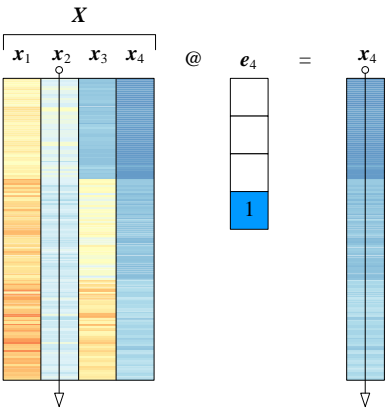 X
x₁ x₂ x₃ x₄ @ e₄ = x₄
1